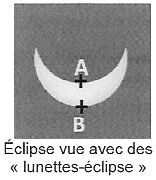 A
B
Éclipse vue avec des
« lunettes-éclipse »